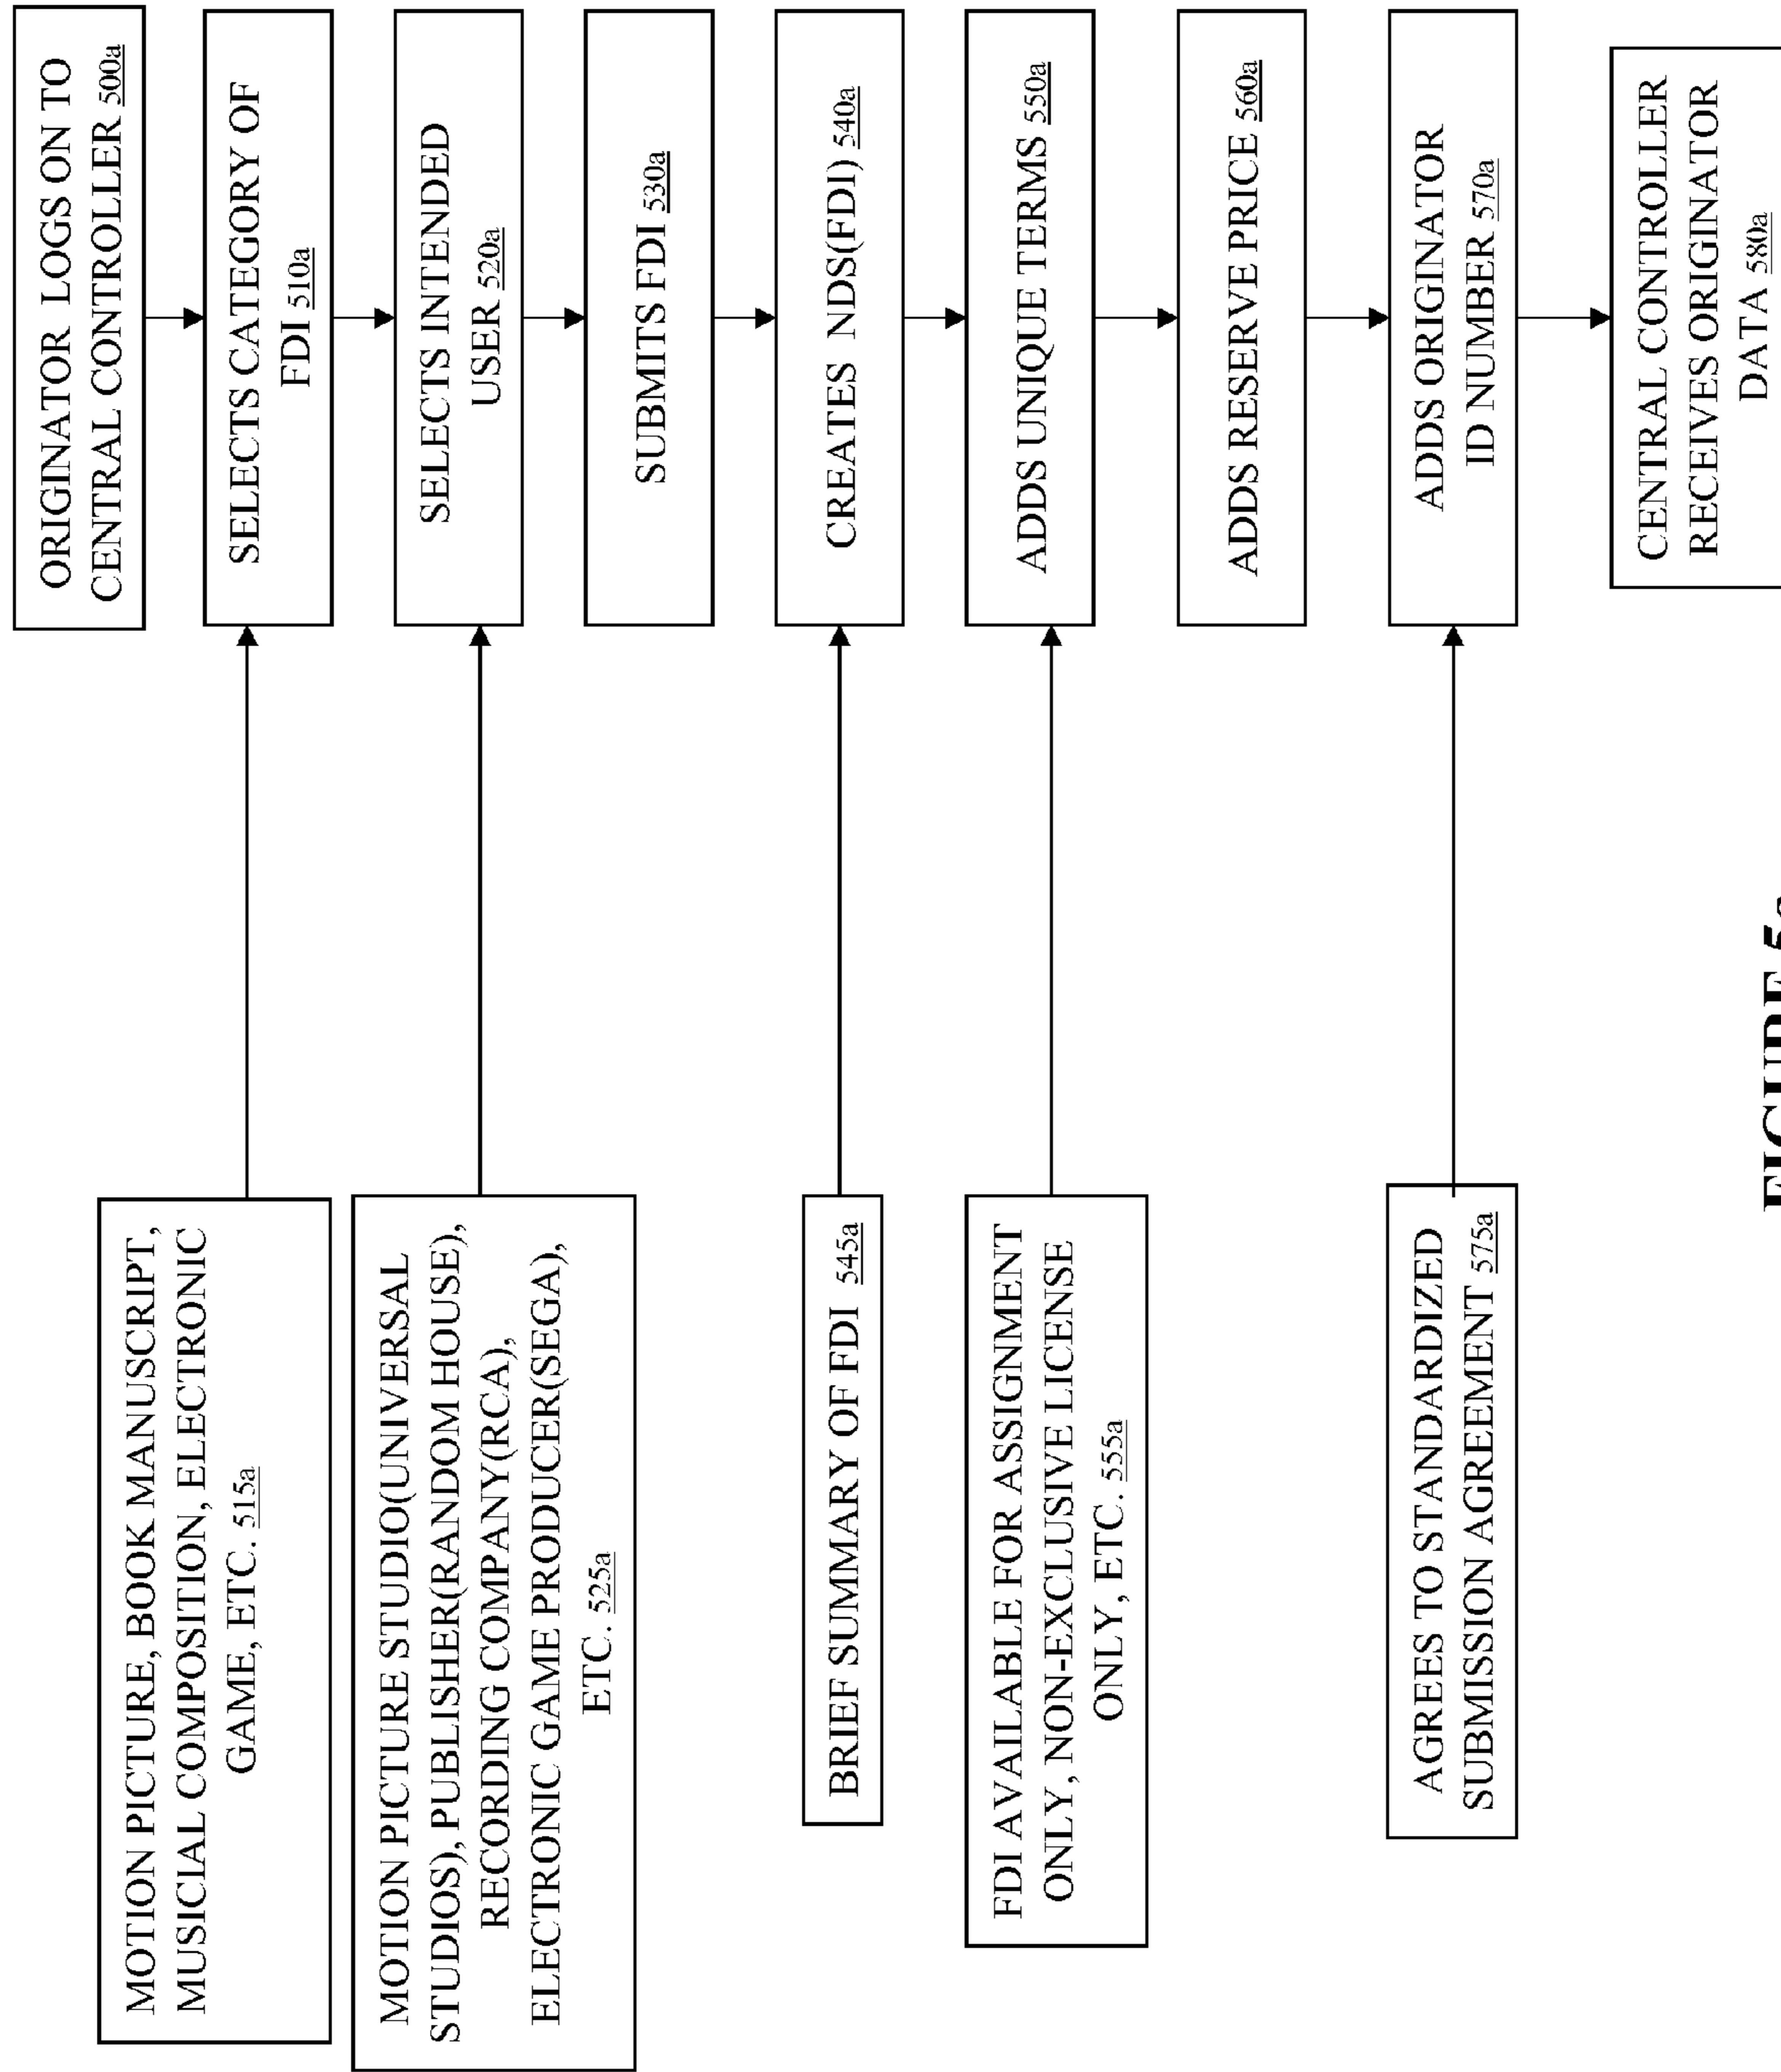 ORIGINATOR LOGS ON TO
CENTRAL CONTROLLER 500a
SELECTS CATEGORY OF
FDI 510a
MOTION PICTURE, BOOK MANUSCRIPT,
MUSICIAL COMPOSITION, ELECTRONIC
GAME, ETC. 515a
SELECTS INTENDED
USER 520a
MOTION PICTURE STUDIO(UNIVERSAL
STUDIOS), PUBLISHER(RANDOM HOUSE),
RECORDING COMPANY(RCA),
ELECTRONIC GAME PRODUCER(SEGA),
ETC. 525a
SUBMITS FDI 530a
CREATES NDS(FDI) 540a
BRIEF SUMMARY OF FDI 545a
ADDS UNIQUE TERMS 550a
FDI AVAILABLE FOR ASSIGNMENT
ONLY, NON-EXCLUSIVE LICENSE
ONLY, ETC. 555a
ADDS RESERVE PRICE 560a
ADDS ORIGINATOR
ID NUMBER 570a
AGREES TO STANDARDIZED
SUBMISSION AGREEMENT 575a
CENTRAL CONTROLLER
RECEIVES ORIGINATOR
DATA 580a
FIGURE 5a